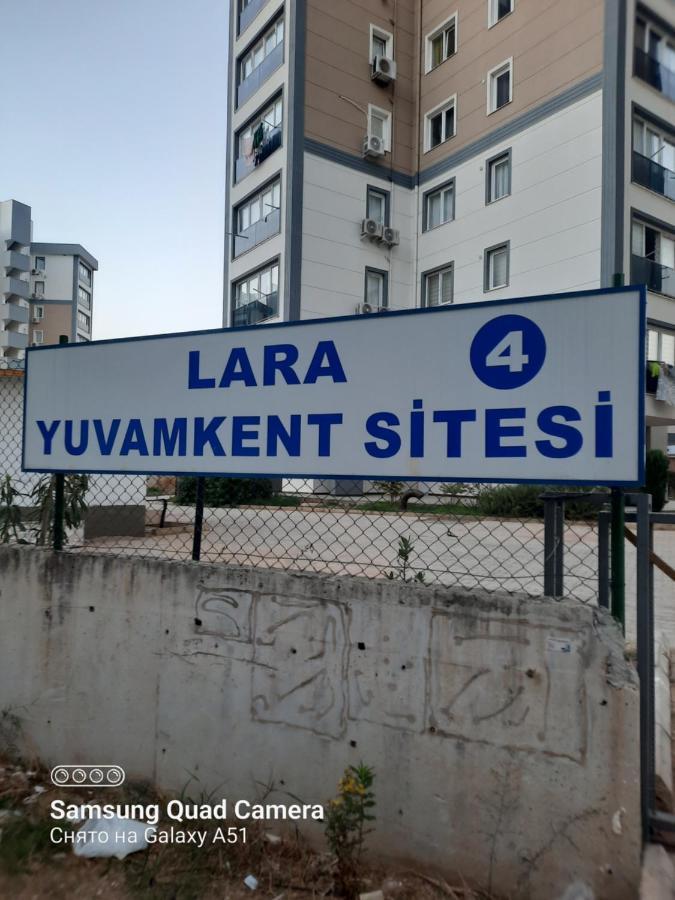 LARA 4
YUVAMKENT SİTESİ
Samsung Quad Camera
Снято на Galaxy A51